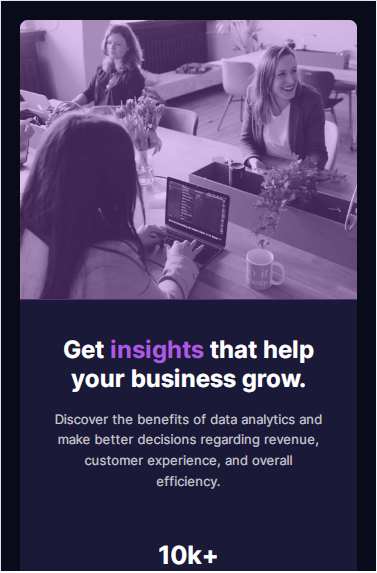 Get insights that help
your business grow.
Discover the benefits of data analytics and
make better decisions regarding revenue,
customer experience, and overall
efficiency.
10k+